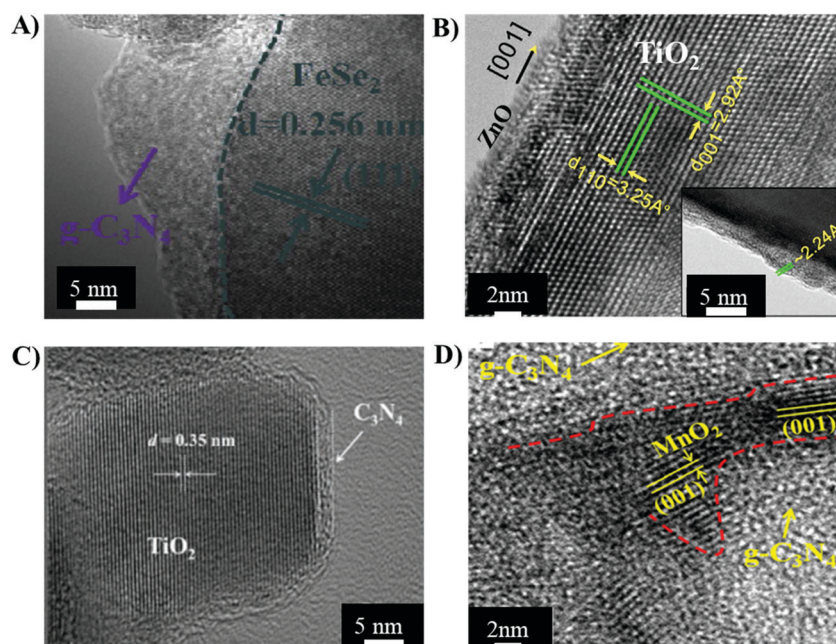 A)
FeSe₂
d=0.256 nm
(111)
g-C₃N₄
5 nm
B)
[001]
ZnO
TiO₂
d₀₀₁=2.92A°
d₁₁₀=3.25A°
~2.24A
2nm
5 nm
C)
C₃N₄
d = 0.35 nm
TiO₂
5 nm
D)
g-C₃N₄
(001)
MnO₂
(001)
g-C₃N₄
2nm